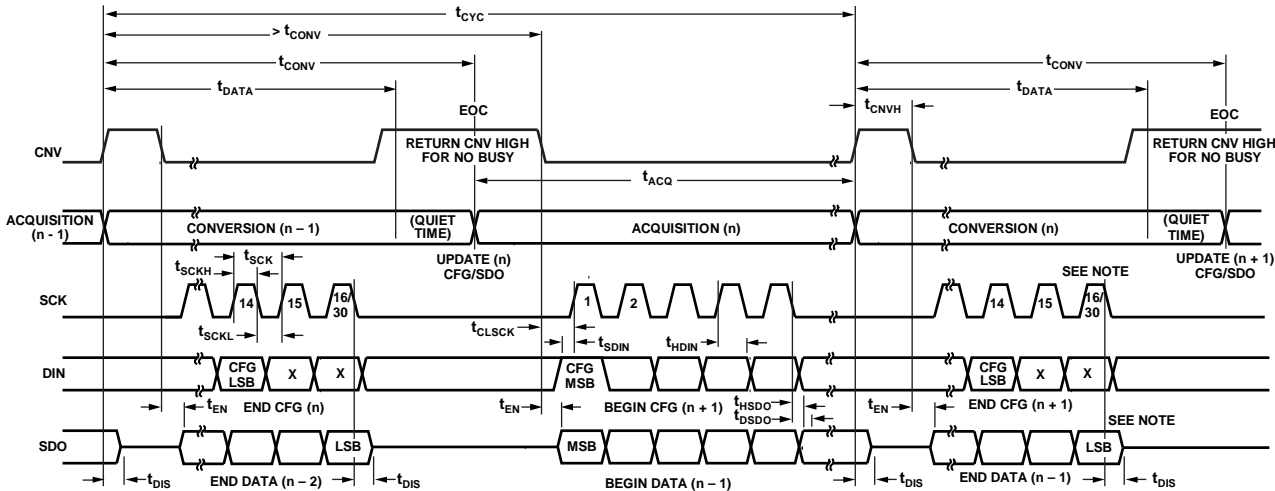 tCYC
> tCONV
tCONV
tDATA
tCONV
tDATA
tCNVH
EOC
EOC
CNV
RETURN CNV HIGH
FOR NO BUSY
RETURN CNV HIGH
FOR NO BUSY
tACQ
ACQUISITION
(n - 1)
CONVERSION (n – 1)
(QUIET
TIME)
ACQUISITION (n)
CONVERSION (n)
(QUIET
TIME)
UPDATE (n)
CFG/SDO
UPDATE (n + 1)
CFG/SDO
tSCKH
tSCK
SEE NOTE
SCK
14
15
16/
30
1
2
14
15
16/
30
tSCKL
tCLSCK
tSDIN
tHDIN
DIN
CFG
LSB
X
X
CFG
MSB
CFG
LSB
X
X
tEN
END CFG (n)
tEN
BEGIN CFG (n + 1)
tHSDO
tDSDO
tEN
END CFG (n + 1)
SEE NOTE
SDO
LSB
MSB
LSB
tDIS
END DATA (n – 2)
tDIS
BEGIN DATA (n – 1)
tDIS
END DATA (n – 1)
tDIS